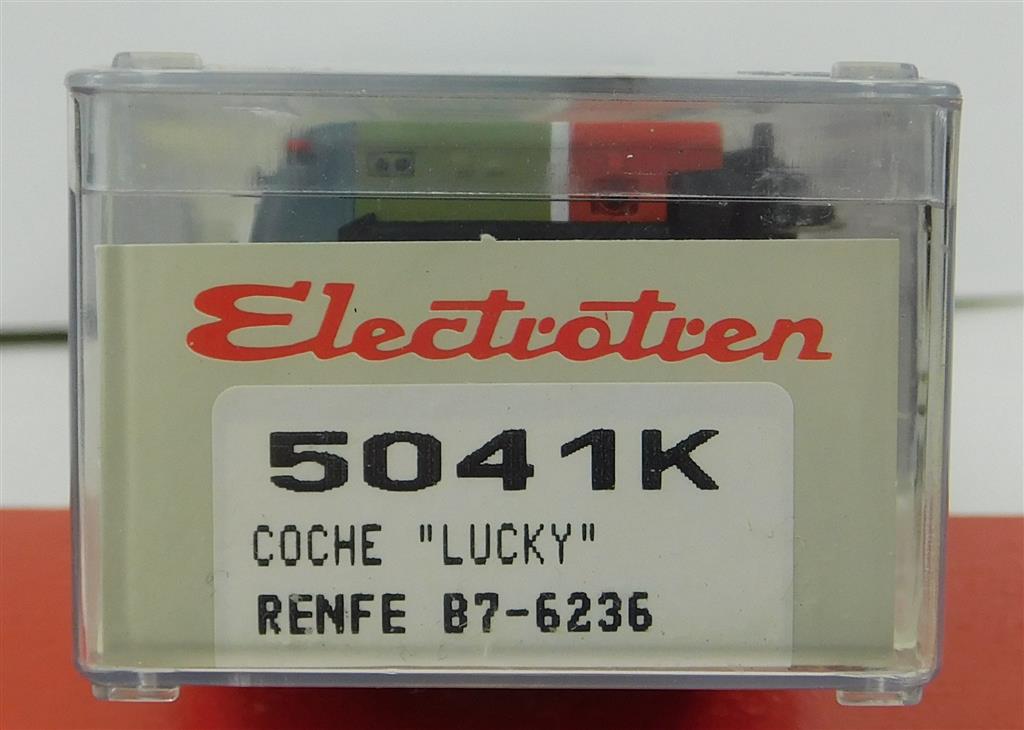 Electrotren
5041K
COCHE "LUCKY"
RENFE B7-6236